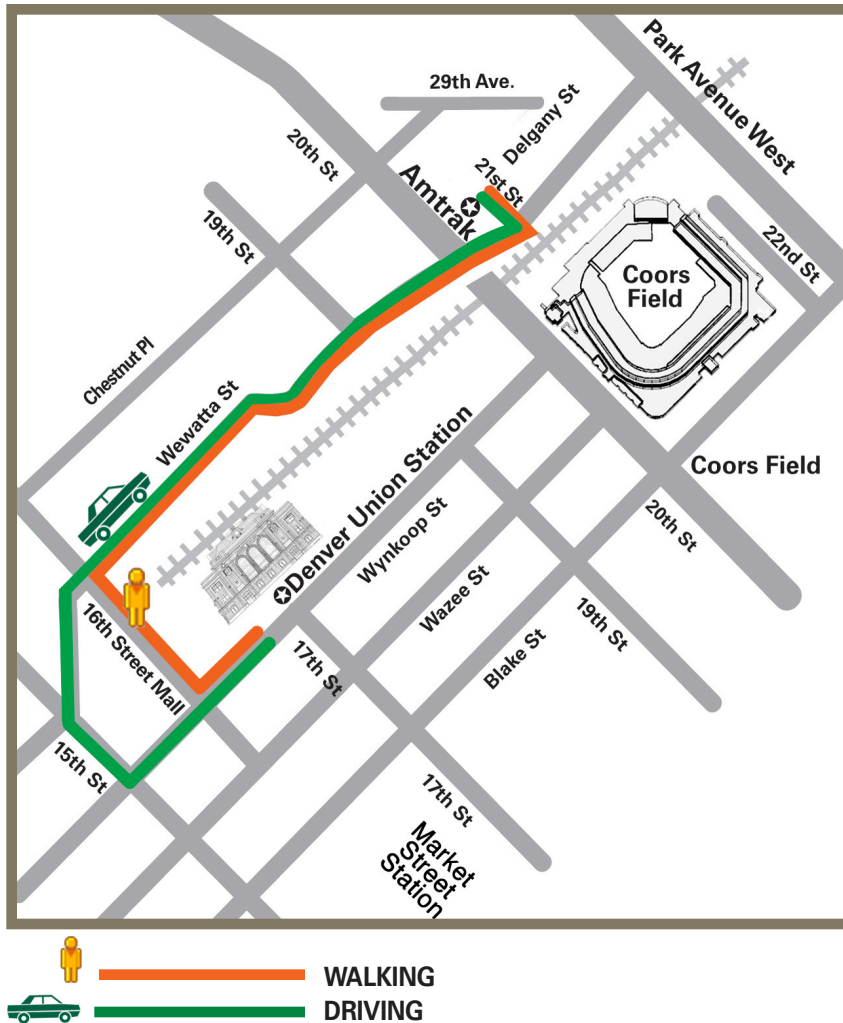 Park Avenue West
29th Ave.
Delgany St
20th St
21st St
Amtrak
19th St
22nd St
Coors
Field
Chestnut Pl
Wewatta St
Denver Union Station
Coors Field
Wynkoop St
20th St
Wazee St
19th St
16th Street Mall
Blake St
17th St
15th St
17th St
Market
Street
Station
WALKING
DRIVING